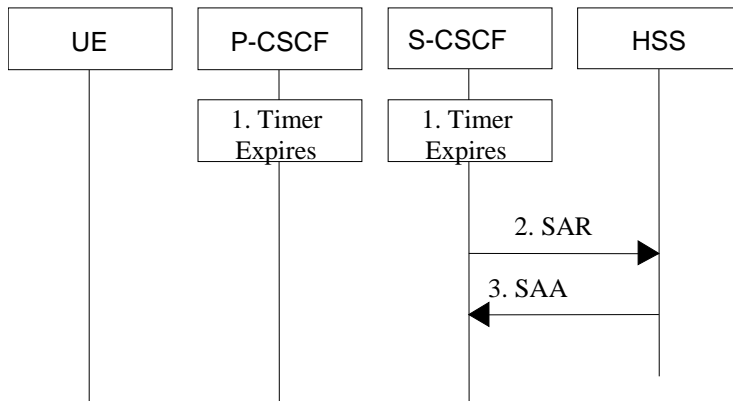 UE
P-CSCF
S-CSCF
HSS
1. Timer
Expires
1. Timer
Expires
2. SAR
3. SAA